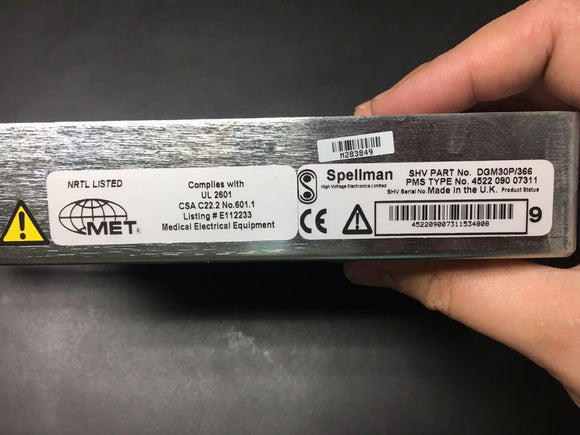 M283849
NRTL LISTED
MET®
Complies with
UL 2601
CSA C22.2 No.601.1
Listing # E112233
Medical Electrical Equipment
Spellman
High Voltage Electronics Limited
SHV PART No. DGM30P/366
PMS TYPE No. 4522 090 07311
SHV Serial No. Made in the U.K. Product Status
CE
452209007311534808
9